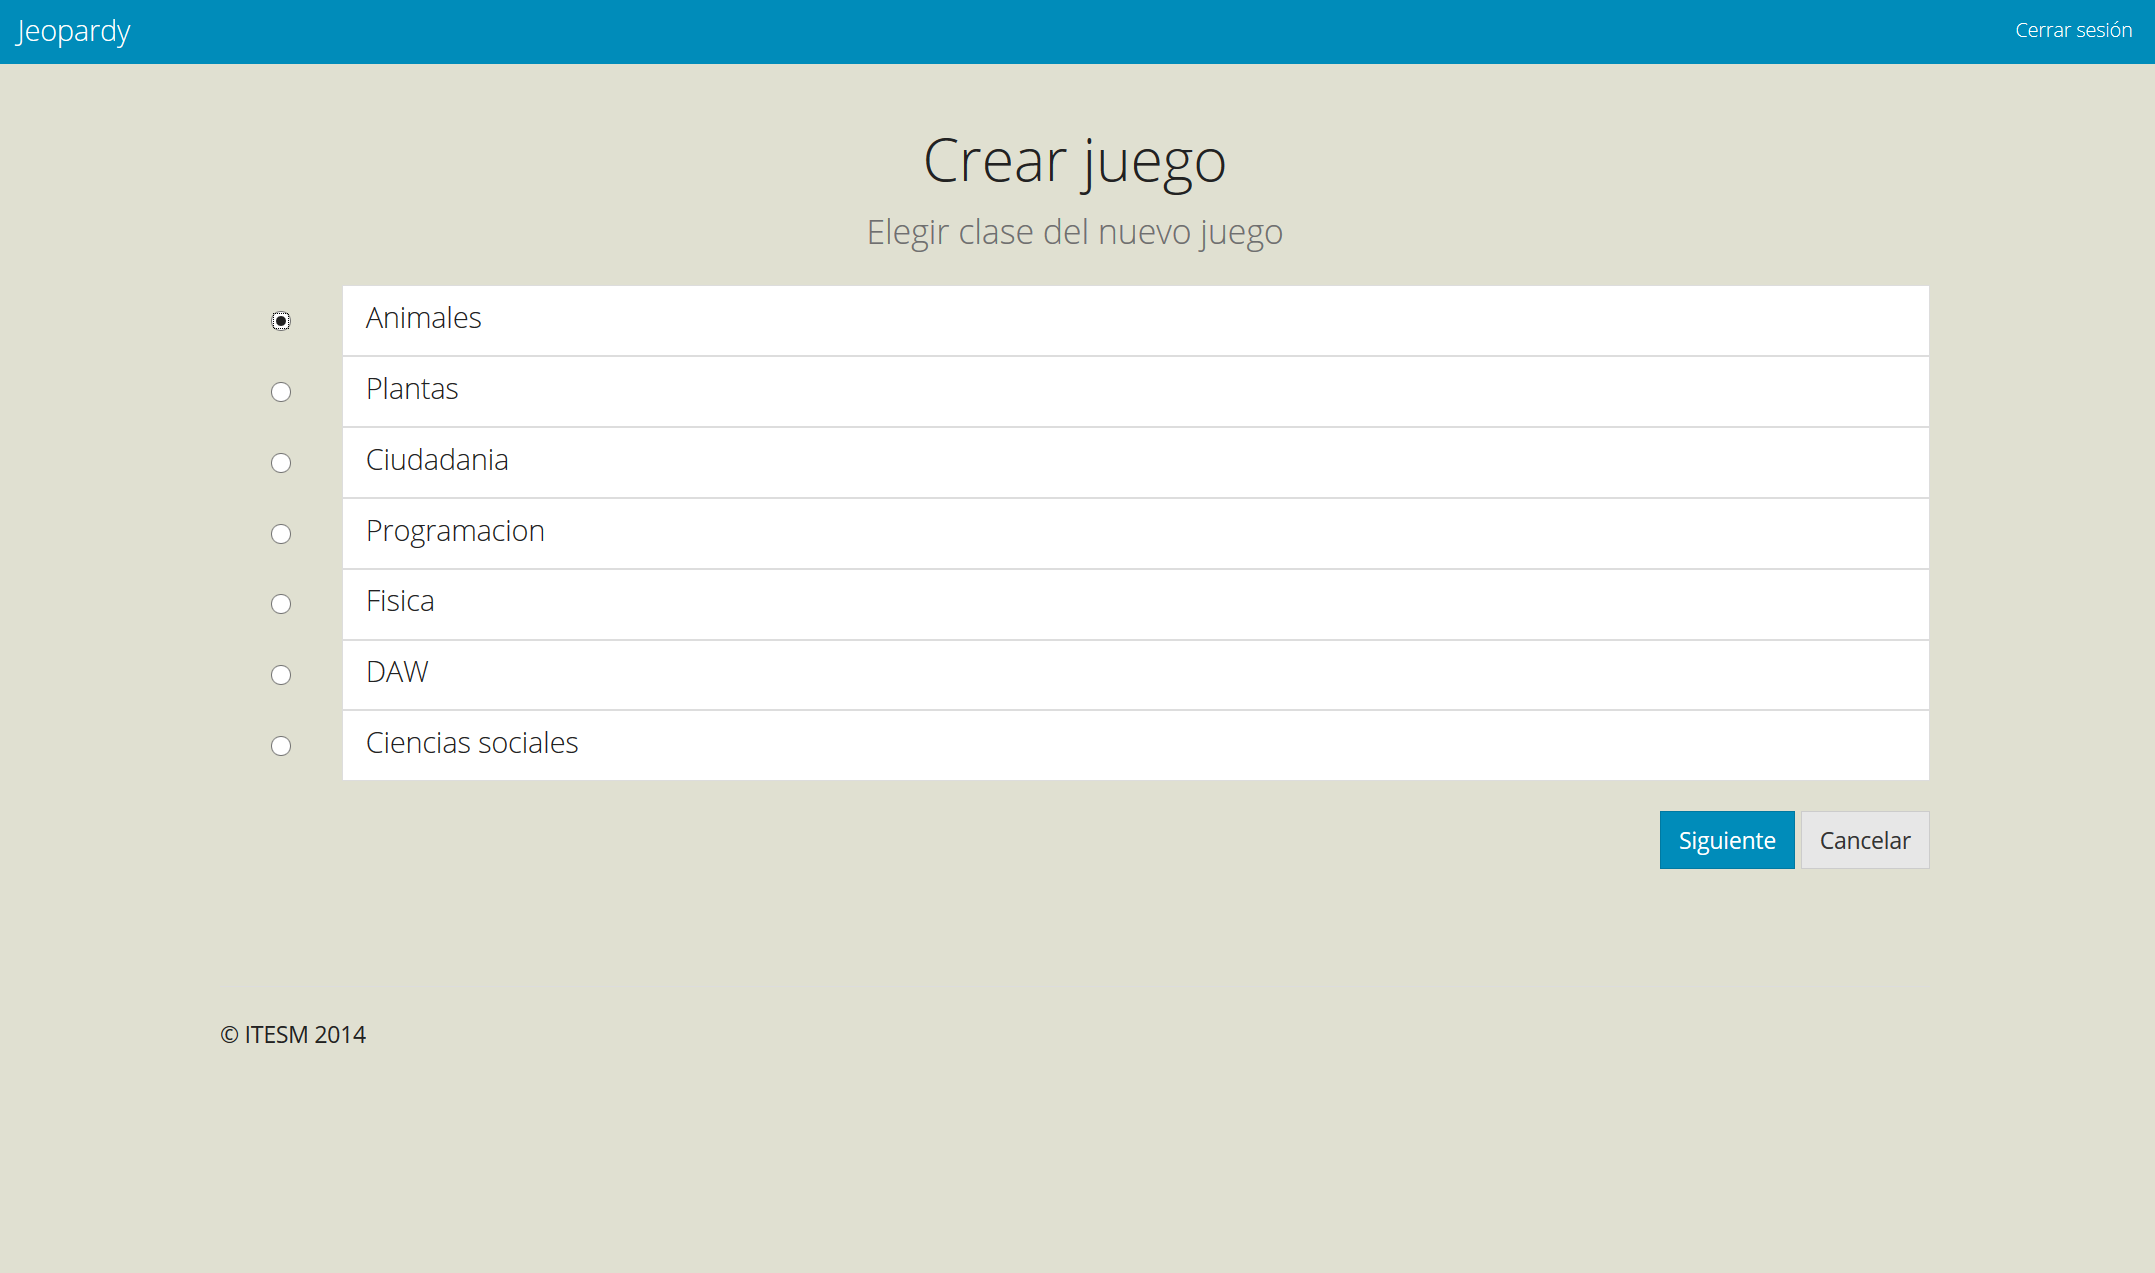 Jeopardy
Cerrar sesión
Crear juego
Elegir clase del nuevo juego
Animales
Plantas
Ciudadania
Programacion
Fisica
DAW
Ciencias sociales
Siguiente
Cancelar
© ITESM 2014